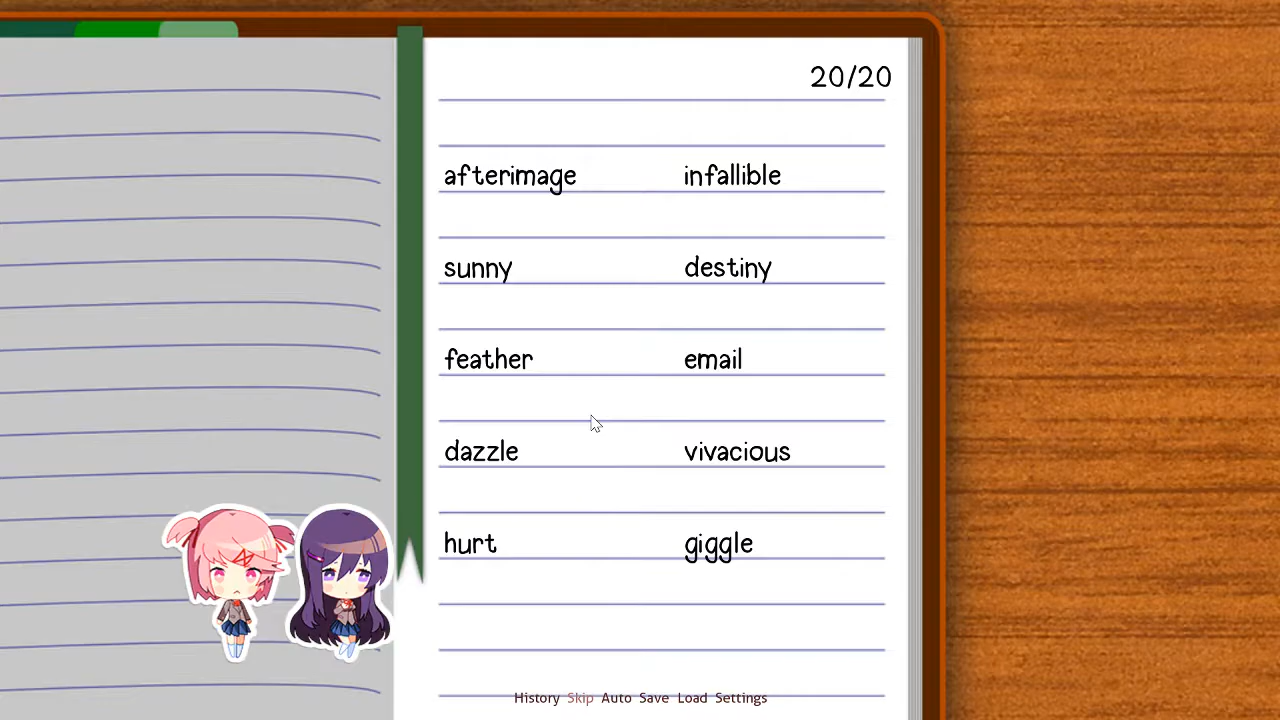 20/20
afterimage infallible
sunny destiny
feather email
dazzle vivacious
hurt giggle
History Skip Auto Save Load Settings